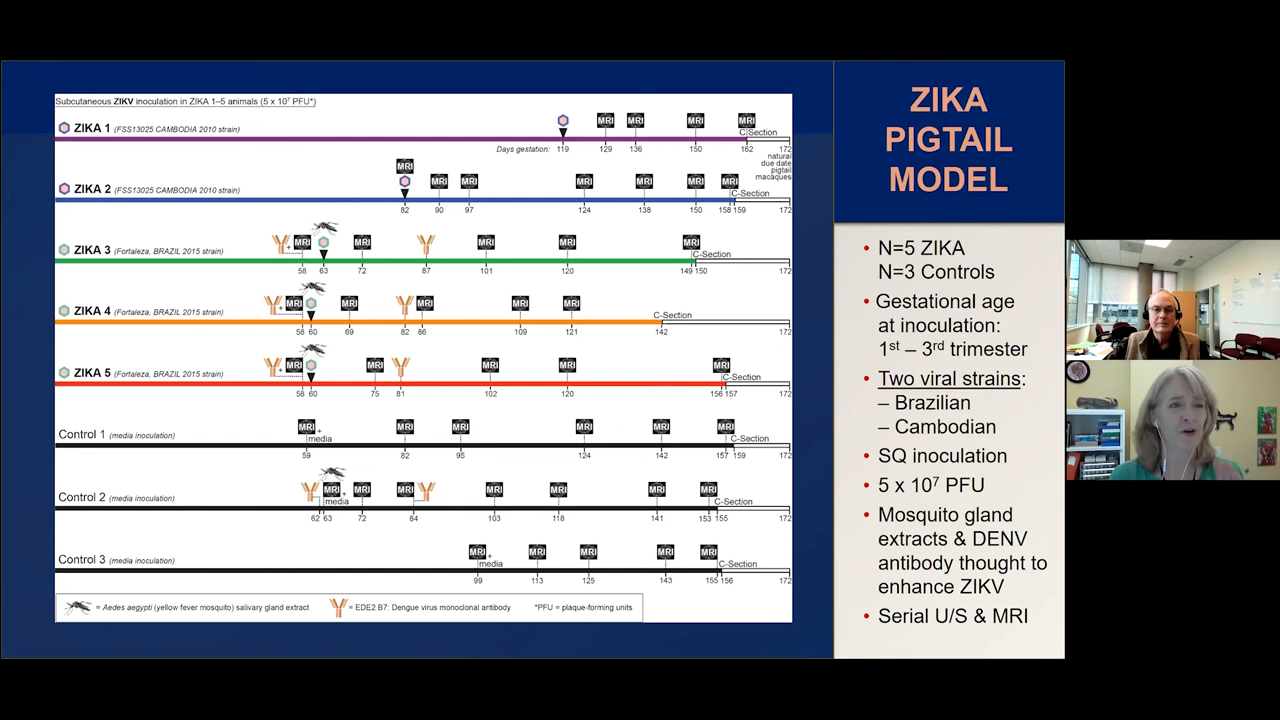 Subcutaneous ZIKV inoculation in ZIKA 1–5 animals (5 x 10⁷ PFU*)
ZIKA 1 (FSS13025 CAMBODIA 2010 strain)
MRI MRI MRI MRI
C-Section
Days gestation: 119 129 136 150 162 172
natural
due date
pigtail
macaques
MRI
ZIKA 2 (FSS13025 CAMBODIA 2010 strain)
MRI MRI MRI MRI MRI MRI
C-Section
82 90 97 124 138 150 158 159 172
ZIKA 3 (Fortaleza, BRAZIL 2015 strain)
+ MRI MRI MRI MRI MRI
C-Section
58 63 72 87 101 120 149 150 172
ZIKA 4 (Fortaleza, BRAZIL 2015 strain)
+ MRI MRI MRI MRI MRI
C-Section
58 60 69 82 86 109 121 142 172
ZIKA 5 (Fortaleza, BRAZIL 2015 strain)
+ MRI MRI MRI MRI MRI
C-Section
58 60 75 81 102 120 156 157 172
Control 1 (media inoculation)
MRI + media MRI MRI MRI MRI MRI
C-Section
59 82 95 124 142 157 159 172
Control 2 (media inoculation)
MRI + media MRI MRI MRI MRI MRI MRI
C-Section
62 63 72 84 103 118 141 153 155 172
Control 3 (media inoculation)
MRI + media MRI MRI MRI MRI
C-Section
99 113 125 143 155 156 172
= Aedes aegypti (yellow fever mosquito) salivary gland extract
= EDE2 B7: Dengue virus monoclonal antibody
*PFU = plaque-forming units
ZIKA
PIGTAIL
MODEL
• N=5 ZIKA
N=3 Controls
• Gestational age
at inoculation:
1st – 3rd trimester
• Two viral strains:
– Brazilian
– Cambodian
• SQ inoculation
• 5 x 10⁷ PFU
• Mosquito gland
extracts & DENV
antibody thought to
enhance ZIKV
• Serial U/S & MRI